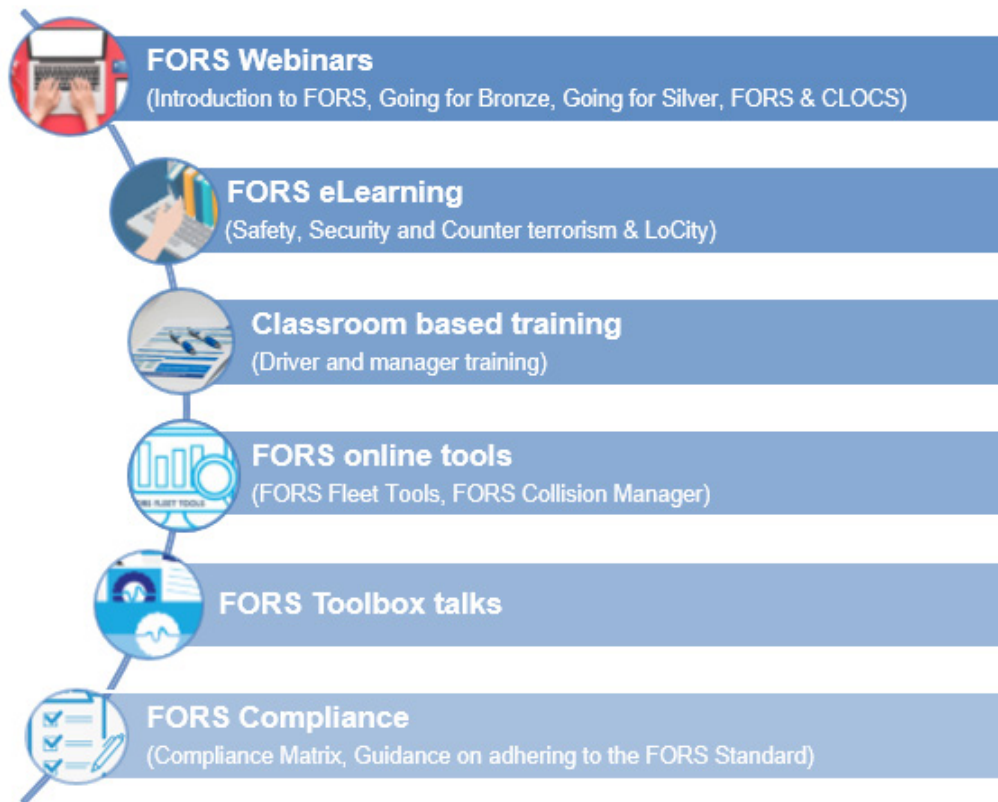 FORS Webinars
(Introduction to FORS, Going for Bronze, Going for Silver, FORS & CLOCS)
FORS eLearning
(Safety, Security and Counter terrorism & LoCity)
Classroom based training
(Driver and manager training)
FORS online tools
(FORS Fleet Tools, FORS Collision Manager)
FLEET TOOLS
FORS Toolbox talks
FORS Compliance
(Compliance Matrix, Guidance on adhering to the FORS Standard)